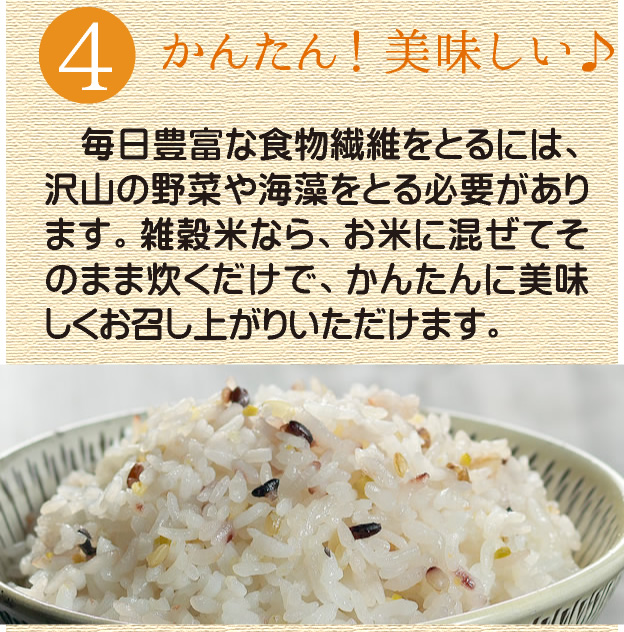 4 かんたん！美味しい♪
毎日豊富な食物繊維をとるには、
沢山の野菜や海藻をとる必要があり
ます。雑穀米なら、お米に混ぜてそ
のまま炊くだけで、かんたんに美味
しくお召し上がりいただけます。